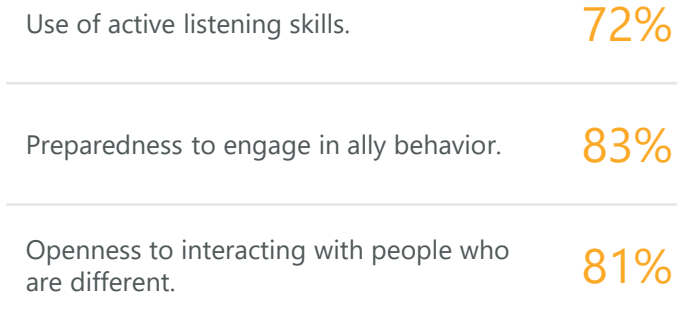 Use of active listening skills.
72%
Preparedness to engage in ally behavior.
83%
Openness to interacting with people who
are different.
81%